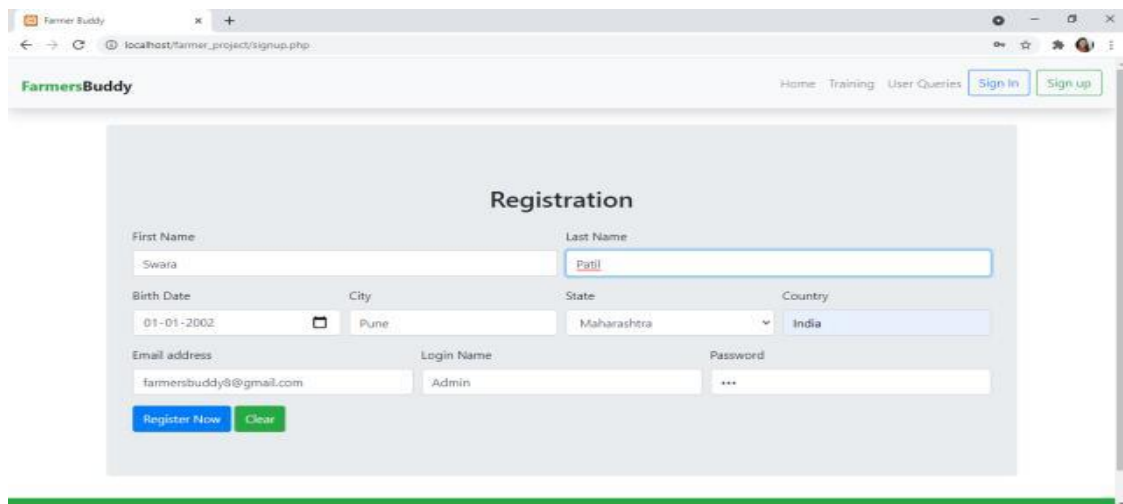 Farmer Buddy
localhost/farmer_project/signup.php
FarmersBuddy Home Training User Queries Sign In Sign up
Registration
First Name Last Name
Swara Patil
Birth Date City State Country
01-01-2002 Pune Maharashtra India
Email address Login Name Password
farmersbuddy8@gmail.com Admin •••
Register Now Clear